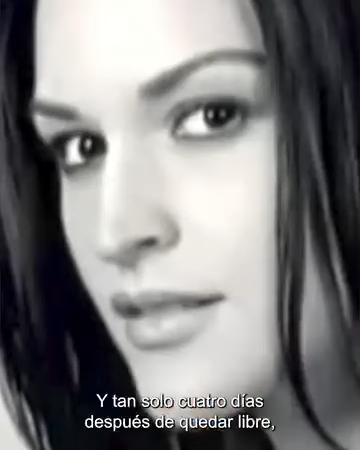 Y tan solo cuatro días
después de quedar libre,